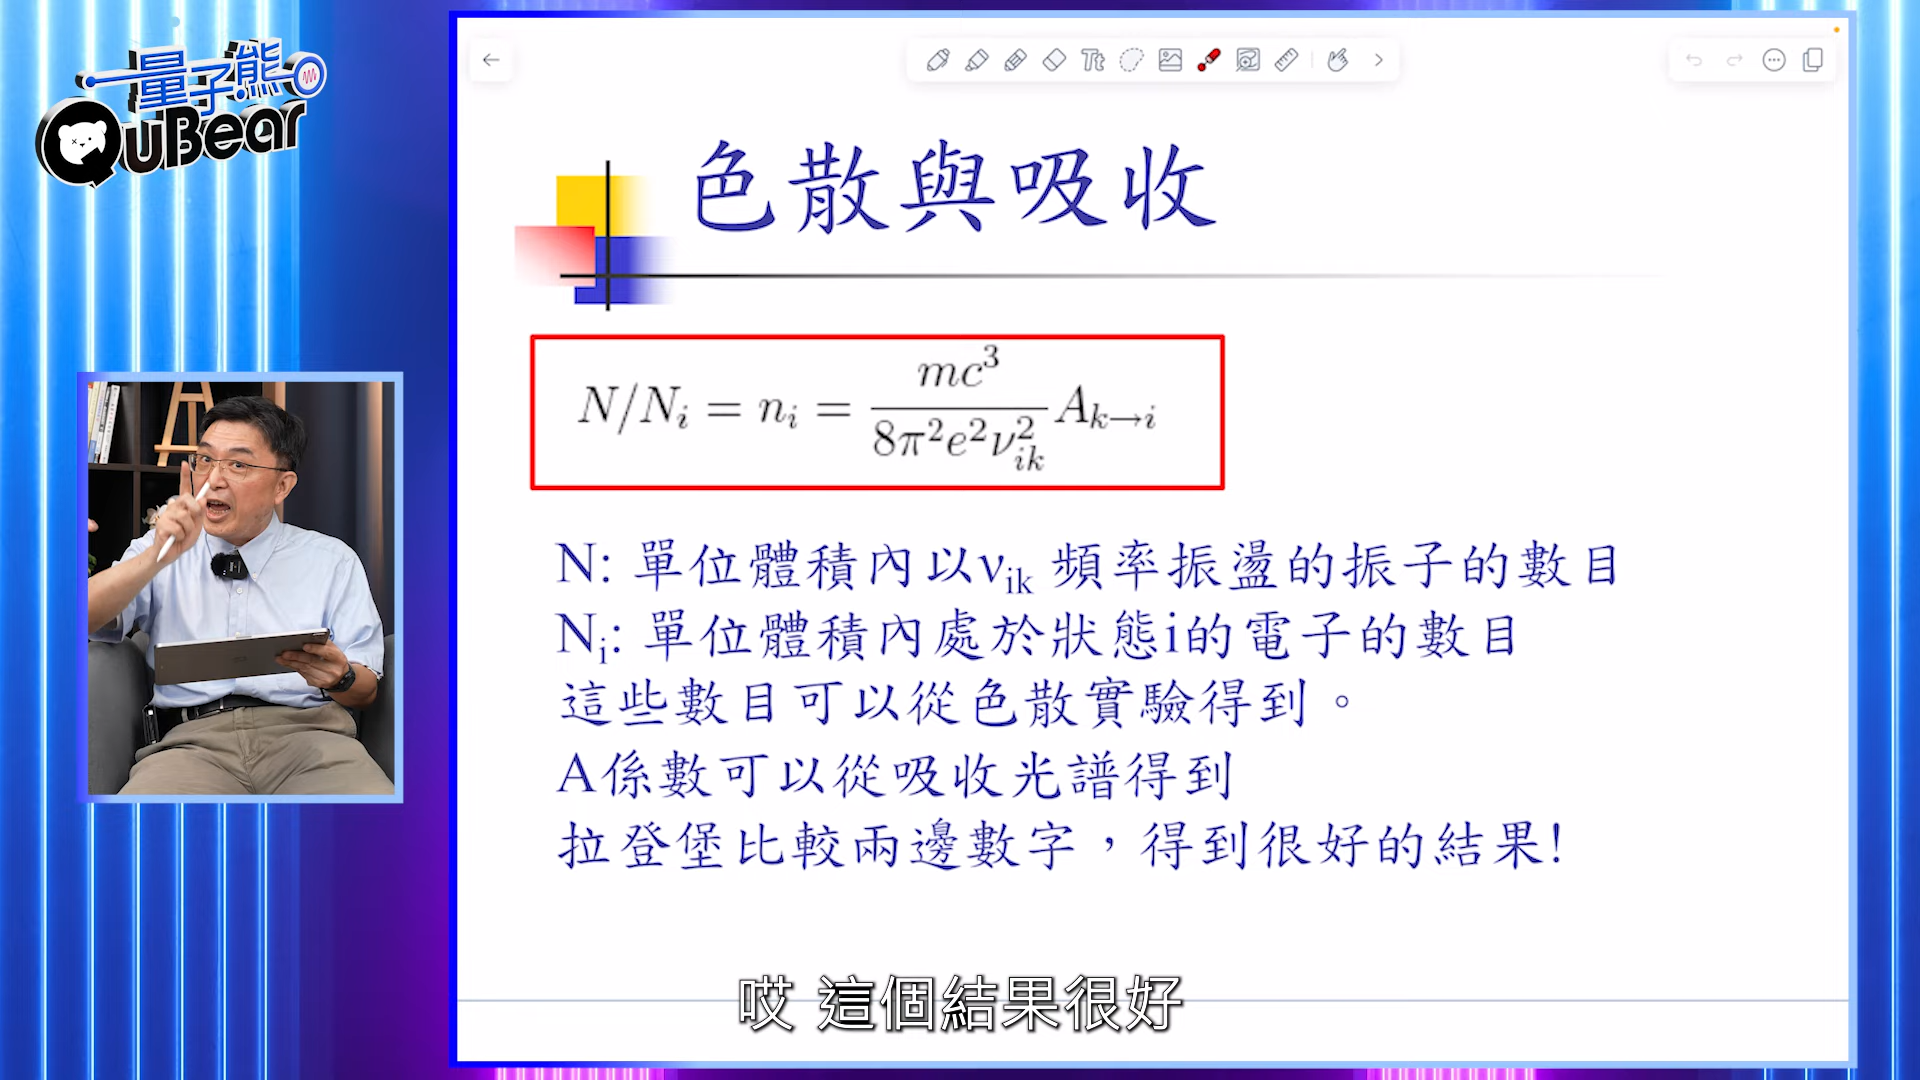 量子熊
QuBear
Tt
色散與吸收
N/Nᵢ = nᵢ = mc³ / 8π²e²ν²ᵢₖ Aₖ→ᵢ
N: 單位體積內以νik 頻率振盪的振子的數目
Ni: 單位體積內處於狀態i的電子的數目
這些數目可以從色散實驗得到。
A係數可以從吸收光譜得到
拉登堡比較兩邊數字，得到很好的結果!
哎 這個結果很好